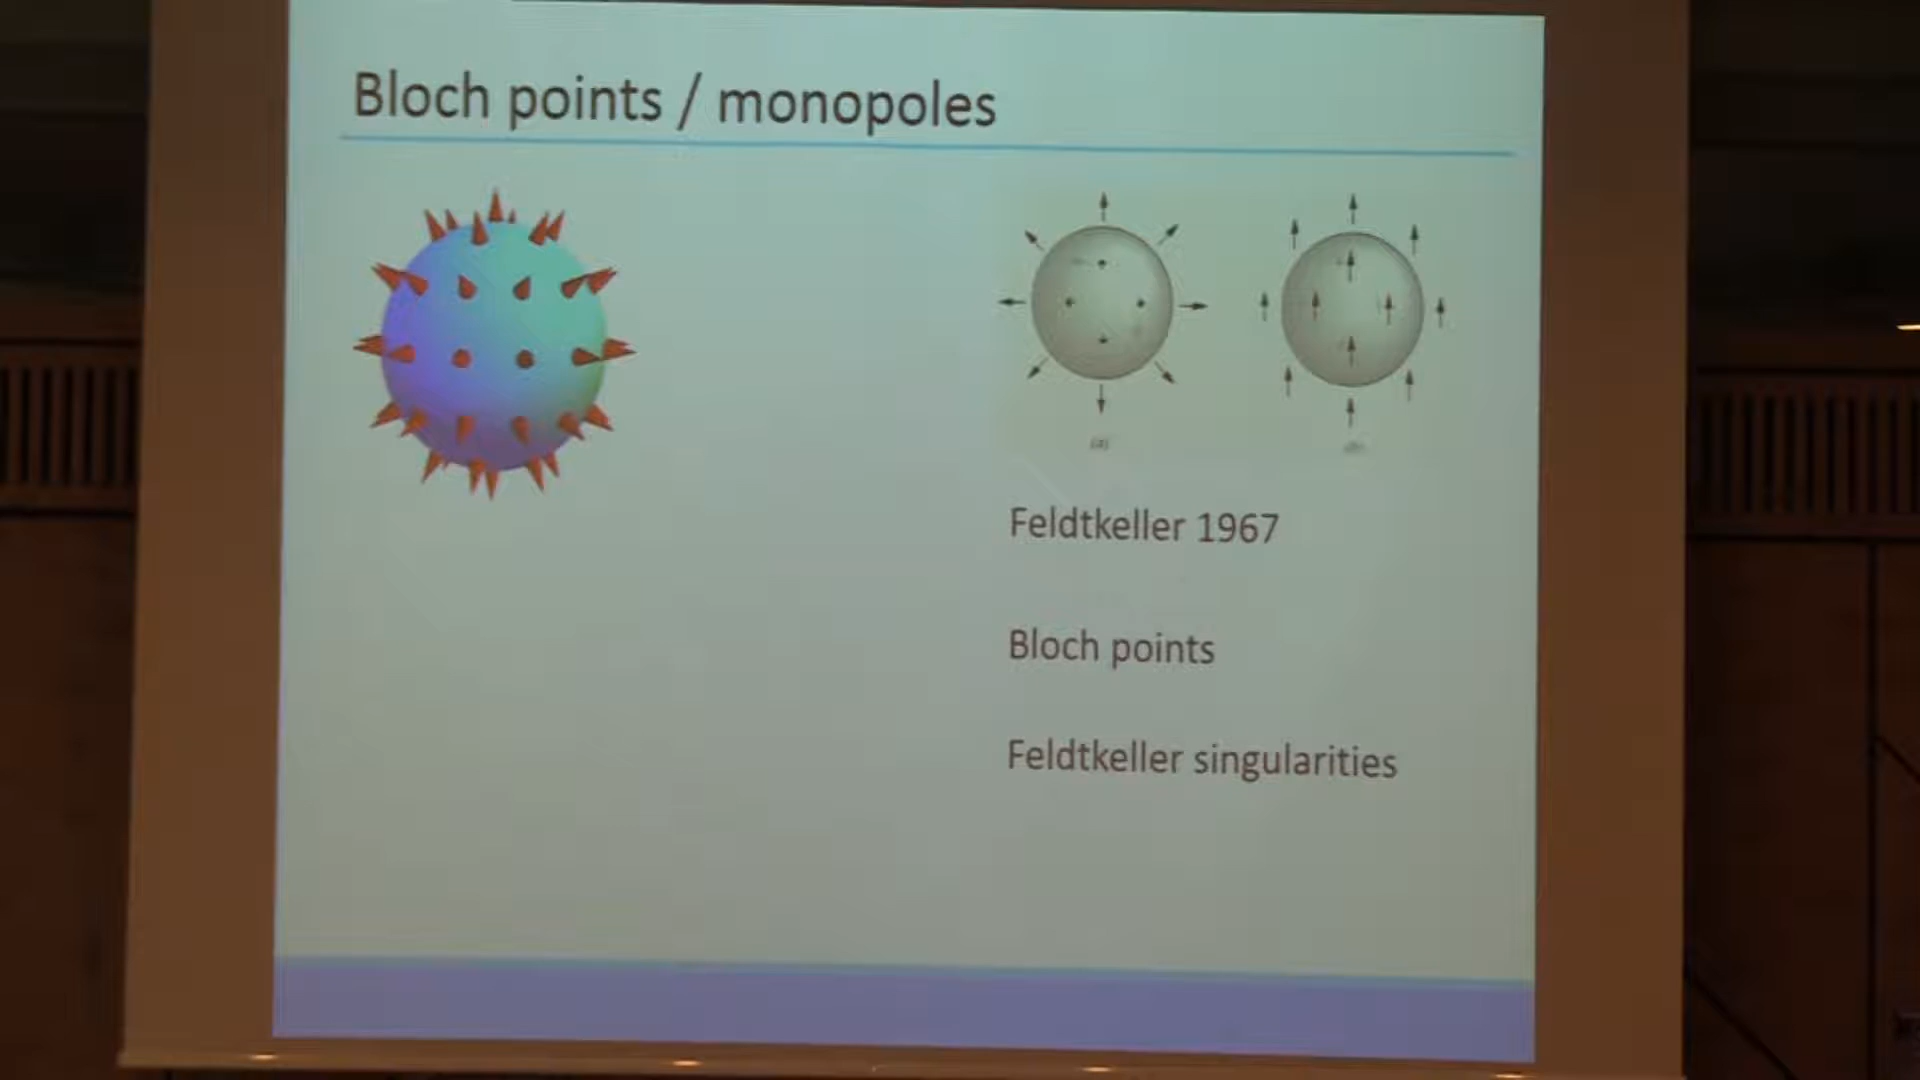 Bloch points / monopoles
(a)
Feldtkeller 1967
Bloch points
Feldtkeller singularities